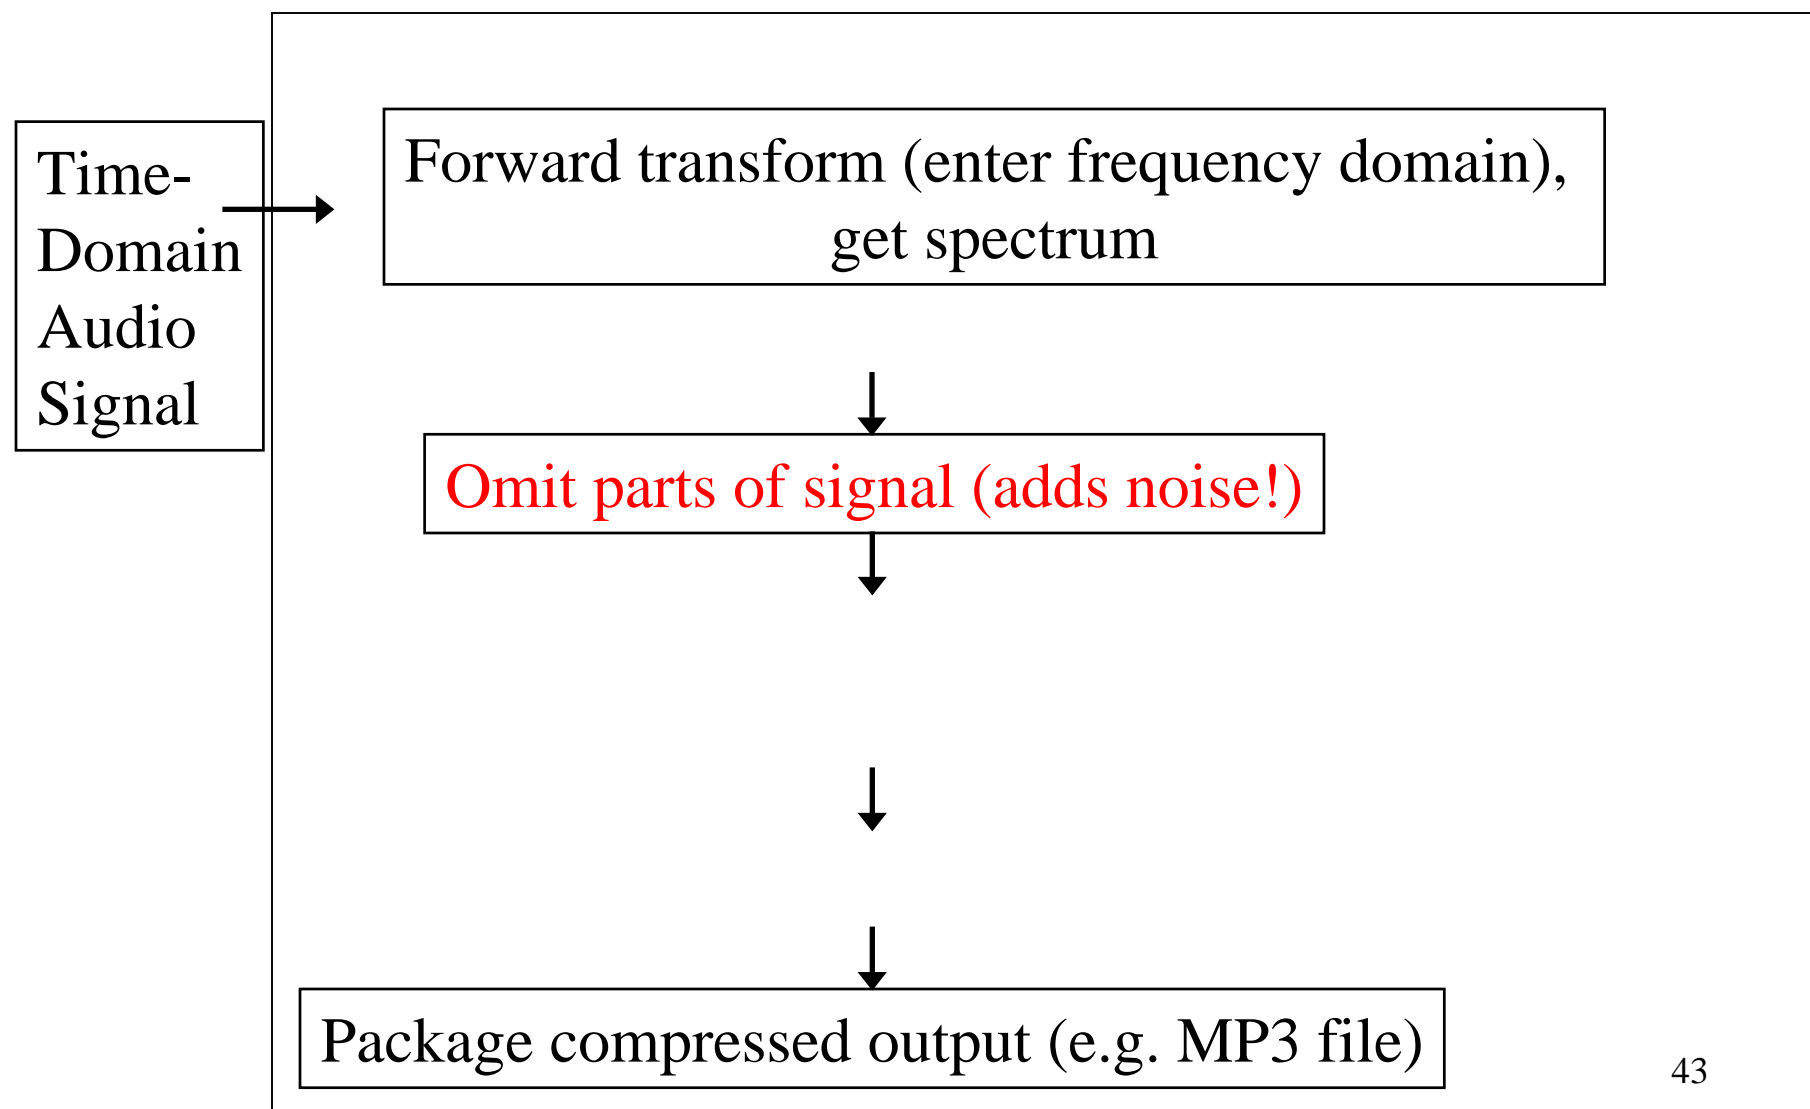 Time-
Domain
Audio
Signal
Forward transform (enter frequency domain),
get spectrum
Omit parts of signal (adds noise!)
Package compressed output (e.g. MP3 file)
43